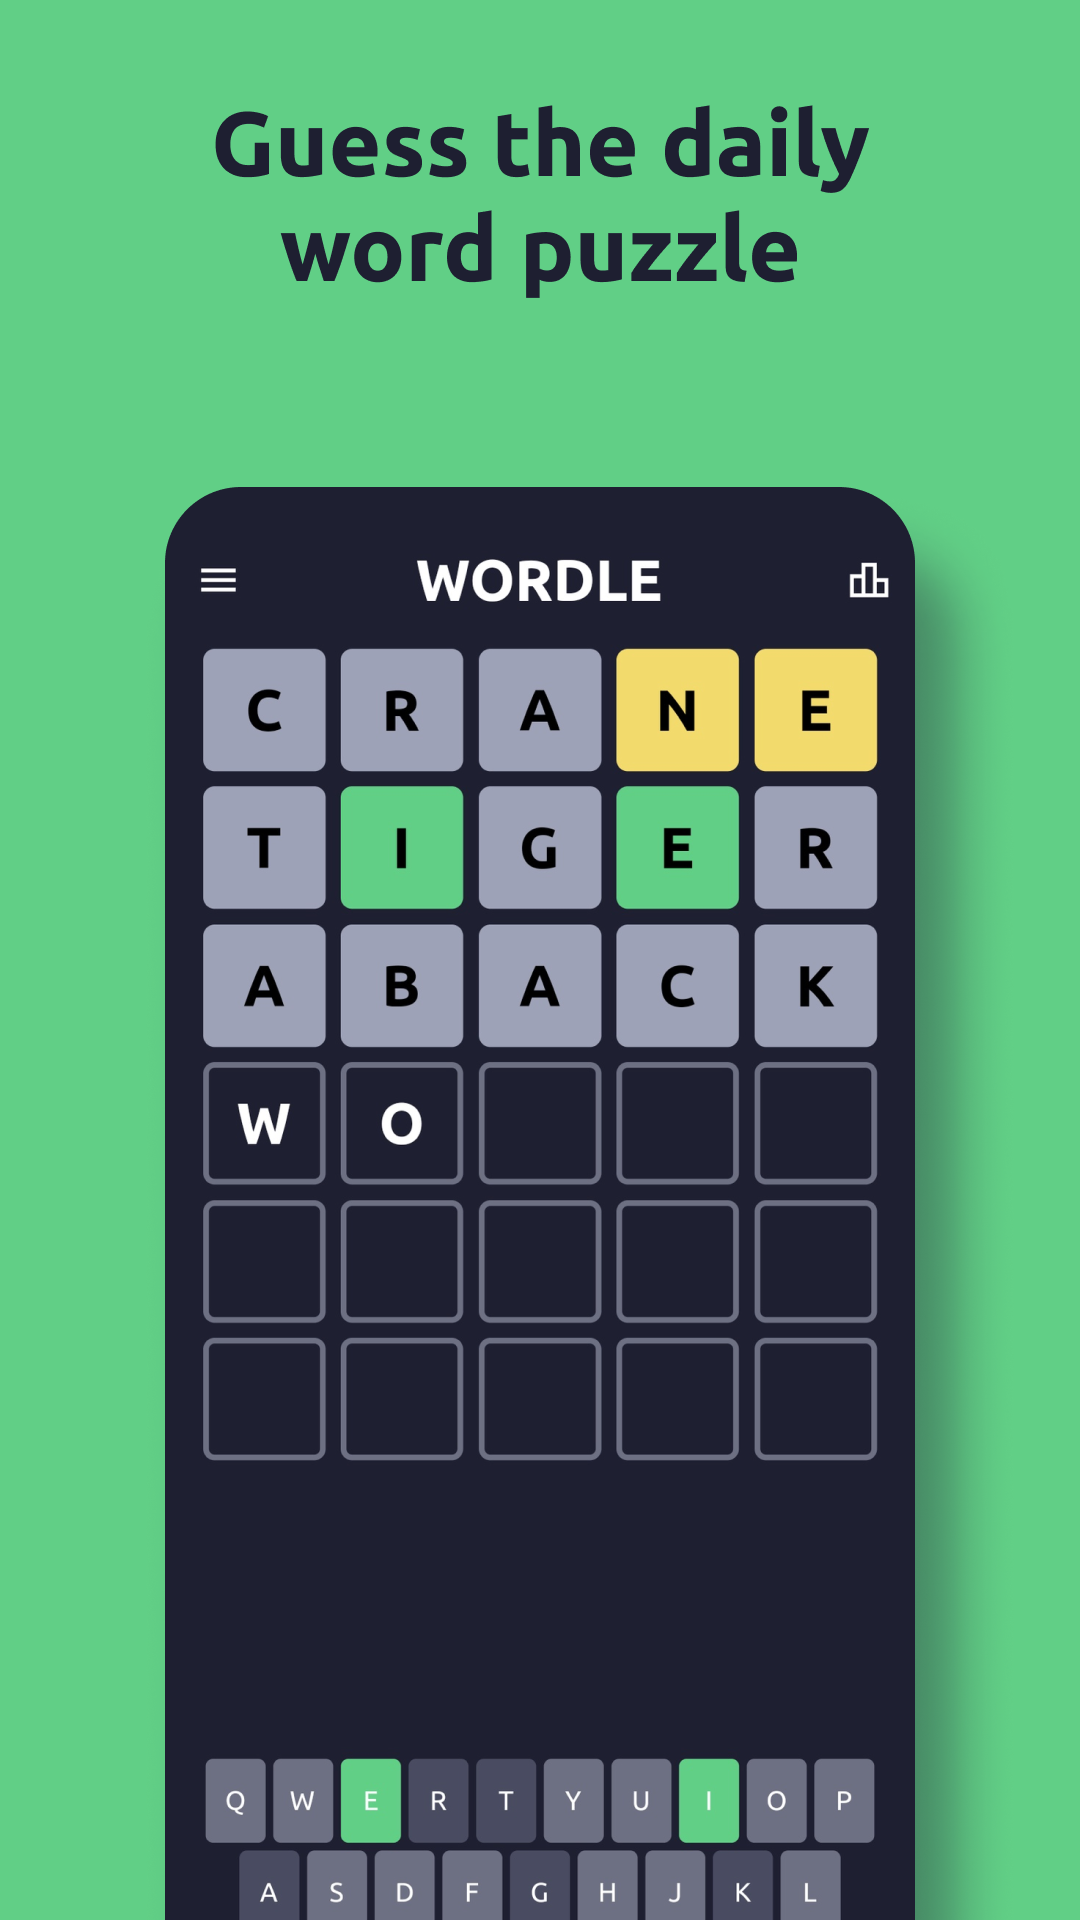 Guess the daily
word puzzle
WORDLE
C R A N E
T I G E R
A B A C K
W O
Q W E R T Y U I O P
A S D F G H J K L